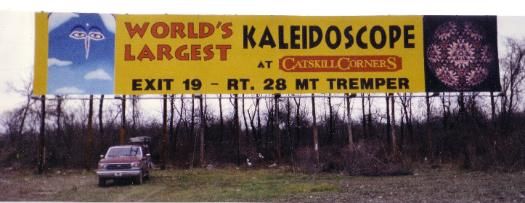 WORLD'S
LARGEST
KALEIDOSCOPE
AT CATSKILL CORNERS
EXIT 19 - RT. 28 MT TREMPER